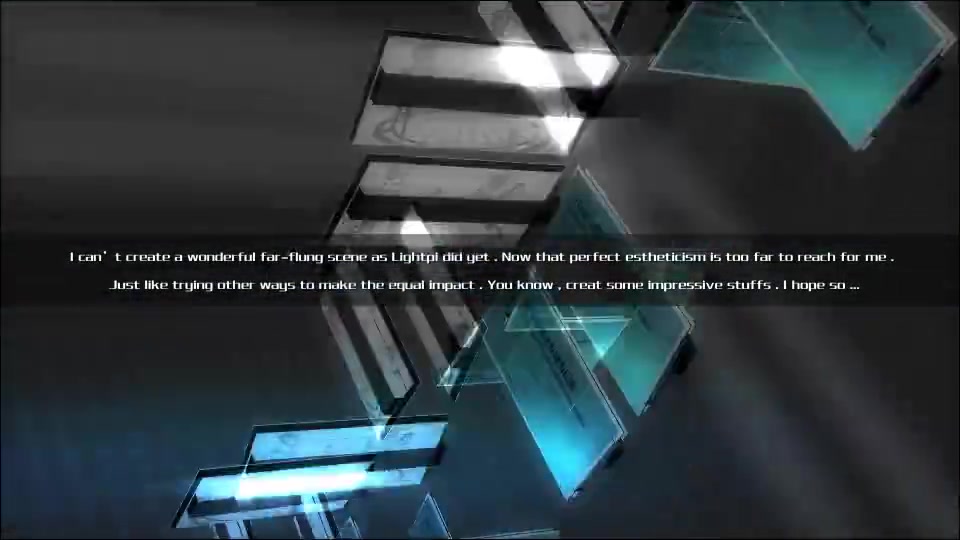 I can't create a wonderful far-flung scene as Lightpi did yet . Now that perfect estheticism is too far to reach for me .
Just like trying other ways to make the equal impact . You know , creat some impressive stuffs . I hope so ...